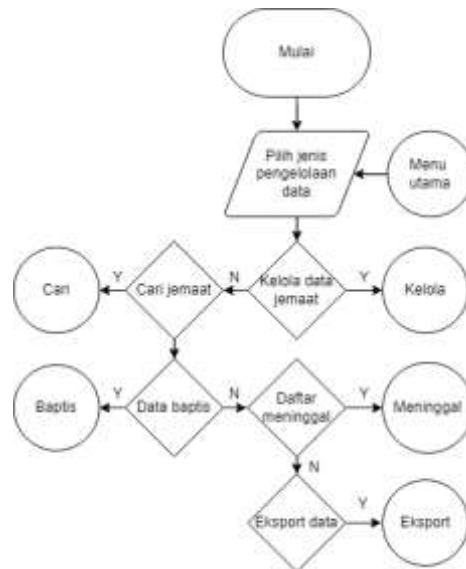 Mulai
Pilih jenis
pengelolaan
data
Menu
utama
Cari
Y
Cari jemaat
N
Kelola data
jemaat
Y
Kelola
Baptis
Y
Data baptis
N
Daftar
meninggal
Y
Meninggal
N
Eksport data
Y
Eksport